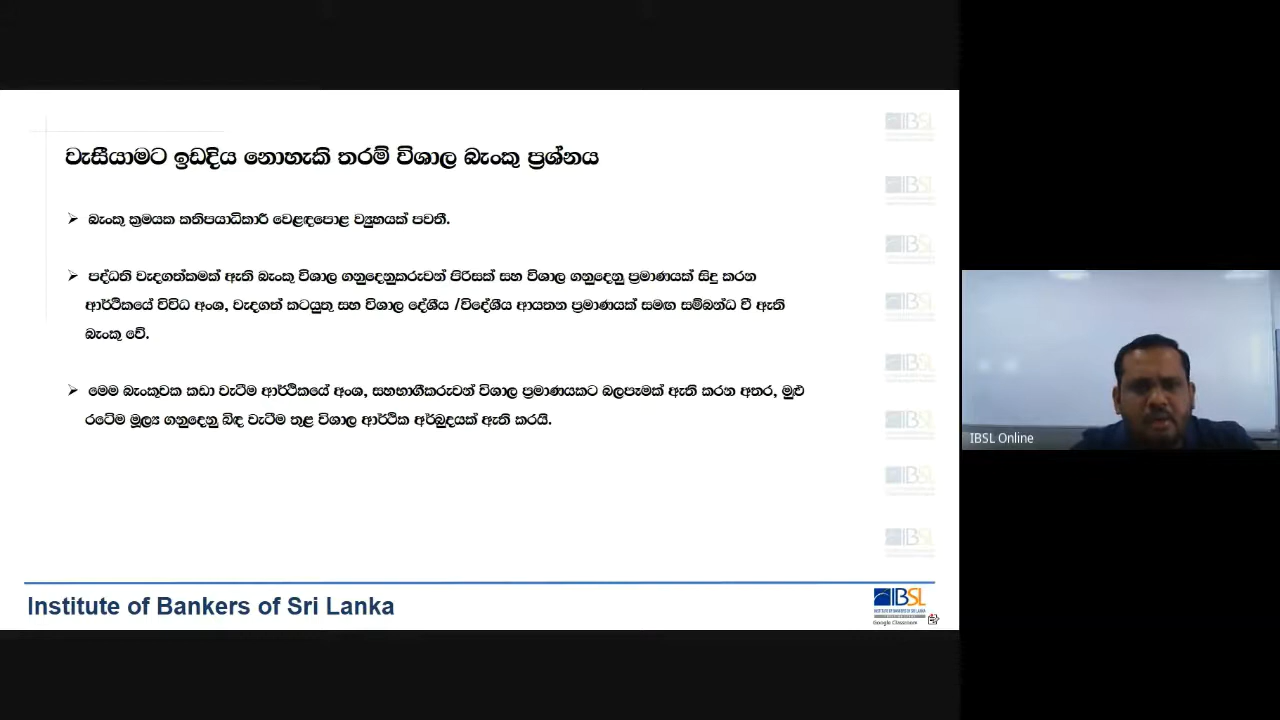 වැසීයාමට ඉඩදිය නොහැකි තරම් විශාල බැංකු ප්‍රශ්නය
➢ බැංකු ක්‍රමයක කතිපයාධිකාරී වෙළඳපොළ ව්‍යුහයක් පවතී.
➢ පද්ධති වැදගත්කමක් ඇති බැංකු විශාල ගනුදෙනුකරුවන් පිරිසක් සහ විශාල ගනුදෙනු ප්‍රමාණයක් සිදු කරන
ආර්ථිකයේ විවිධ අංශ, වැදගත් කටයුතු සහ විශාල දේශීය /විදේශීය ආයතන ප්‍රමාණයක් සමඟ සම්බන්ධ වී ඇති
බැංකු වේ.
➢ මෙම බැංකුවක කඩා වැටීම ආර්ථිකයේ අංශ, සහභාගීකරුවන් විශාල ප්‍රමාණයකට බලපෑමක් ඇති කරන අතර, මුළු
රටේම මූල්‍ය ගනුදෙනු බිඳ වැටීම තුළ විශාල ආර්ථික අර්බුදයක් ඇති කරයි.
Institute of Bankers of Sri Lanka
IBSL
Google Classroom
IBSL Online